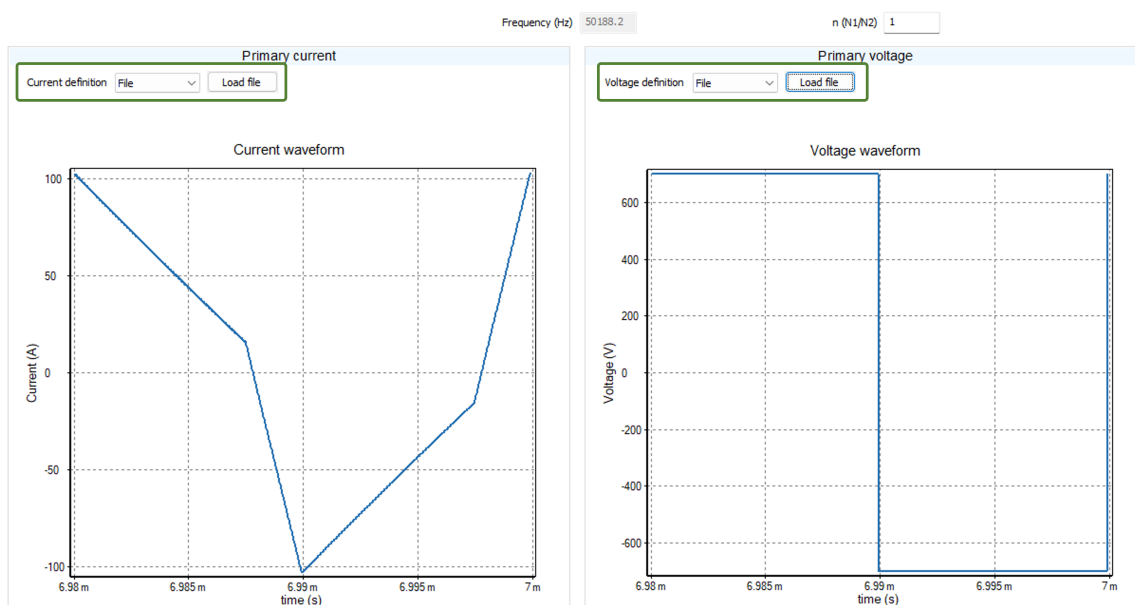 Frequency (Hz) 50188.2 n (N1/N2) 1
Primary current
Current definition File Load file
Current waveform
100
50
0
-50
-100
Current (A)
6.98 m 6.985 m 6.99 m 6.995 m 7 m
time (s)
Primary voltage
Voltage definition File Load file
Voltage waveform
600
400
200
0
-200
-400
-600
Voltage (V)
6.98 m 6.985 m 6.99 m 6.995 m 7 m
time (s)